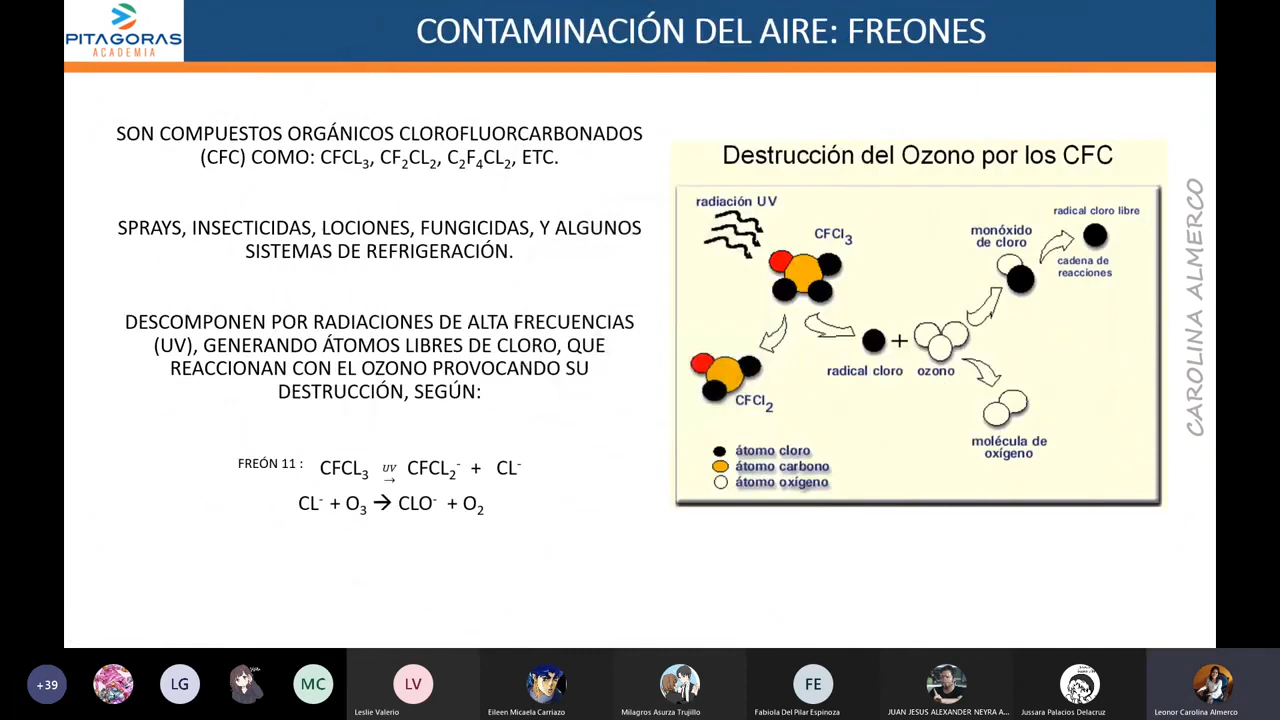 PITAGORAS
ACADEMIA
CONTAMINACIÓN DEL AIRE: FREONES
SON COMPUESTOS ORGÁNICOS CLOROFLUORCARBONADOS
(CFC) COMO: CFCL₃, CF₂CL₂, C₂F₄CL₂, ETC.
SPRAYS, INSECTICIDAS, LOCIONES, FUNGICIDAS, Y ALGUNOS
SISTEMAS DE REFRIGERACIÓN.
DESCOMPONEN POR RADIACIONES DE ALTA FRECUENCIAS
(UV), GENERANDO ÁTOMOS LIBRES DE CLORO, QUE
REACCIONAN CON EL OZONO PROVOCANDO SU
DESTRUCCIÓN, SEGÚN:
FREÓN 11 : CFCL₃ UV→ CFCL₂⁻ + CL⁻
CL⁻ + O₃ → CLO⁻ + O₂
Destrucción del Ozono por los CFC
radiación UV
CFCl₃
monóxido
de cloro
radical cloro libre
cadena de
reacciones
radical cloro
ozono
CFCl₂
molécula de
oxígeno
átomo cloro
átomo carbono
átomo oxígeno
CAROLINA ALMERCO
+39
LG
MC
LV
FE
Leslie Valerio
Eileen Micaela Carriazo
Milagros Asurza Trujillo
Fabiola Del Pilar Espinoza
JUAN JESUS ALEXANDER NEYRA A...
Jussara Palacios Delacruz
Leonor Carolina Almerco